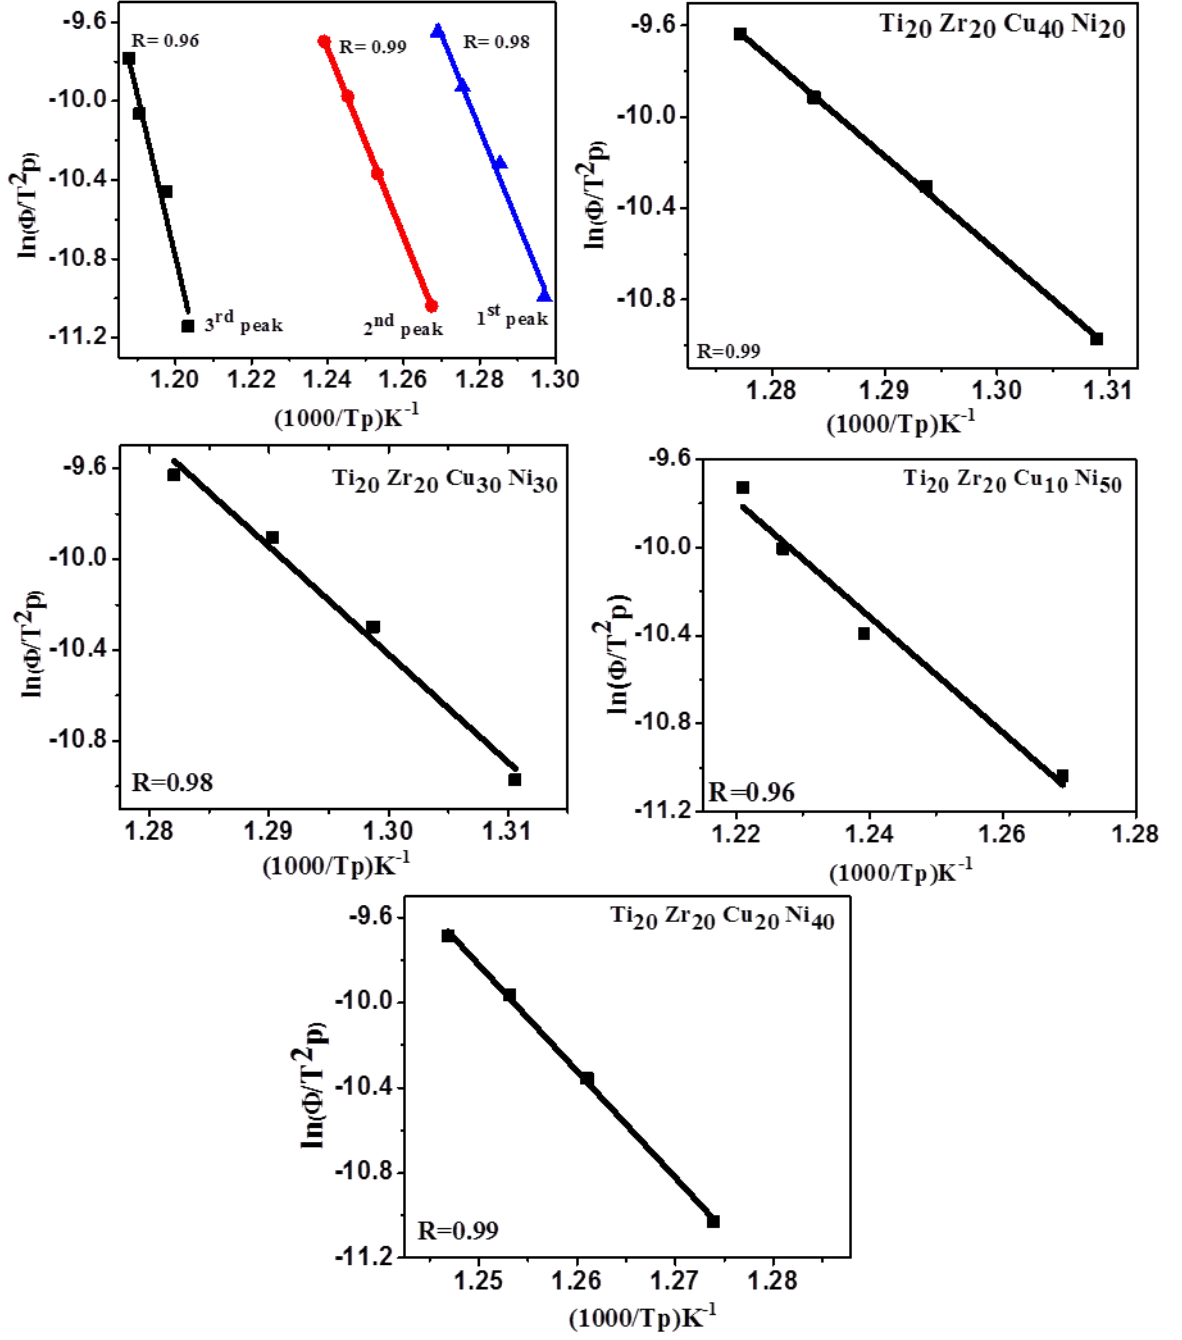 -9.6
-10.0
-10.4
-10.8
-11.2
ln(Φ/T²p)
R= 0.96
R= 0.99
R= 0.98
3rd peak
2nd peak
1st peak
1.20 1.22 1.24 1.26 1.28 1.30
(1000/Tp)K-1
Ti20 Zr20 Cu40 Ni20
-9.6
-10.0
-10.4
-10.8
ln(Φ/T²p)
R=0.99
1.28 1.29 1.30 1.31
(1000/Tp)K-1
Ti20 Zr20 Cu30 Ni30
-9.6
-10.0
-10.4
-10.8
ln(Φ/T²p)
R=0.98
1.28 1.29 1.30 1.31
(1000/Tp)K-1
Ti20 Zr20 Cu10 Ni50
-9.6
-10.0
-10.4
-10.8
-11.2
ln(Φ/T²p)
R=0.96
1.22 1.24 1.26 1.28
(1000/Tp)K-1
Ti20 Zr20 Cu20 Ni40
-9.6
-10.0
-10.4
-10.8
-11.2
ln(Φ/T²p)
R=0.99
1.25 1.26 1.27 1.28
(1000/Tp)K-1